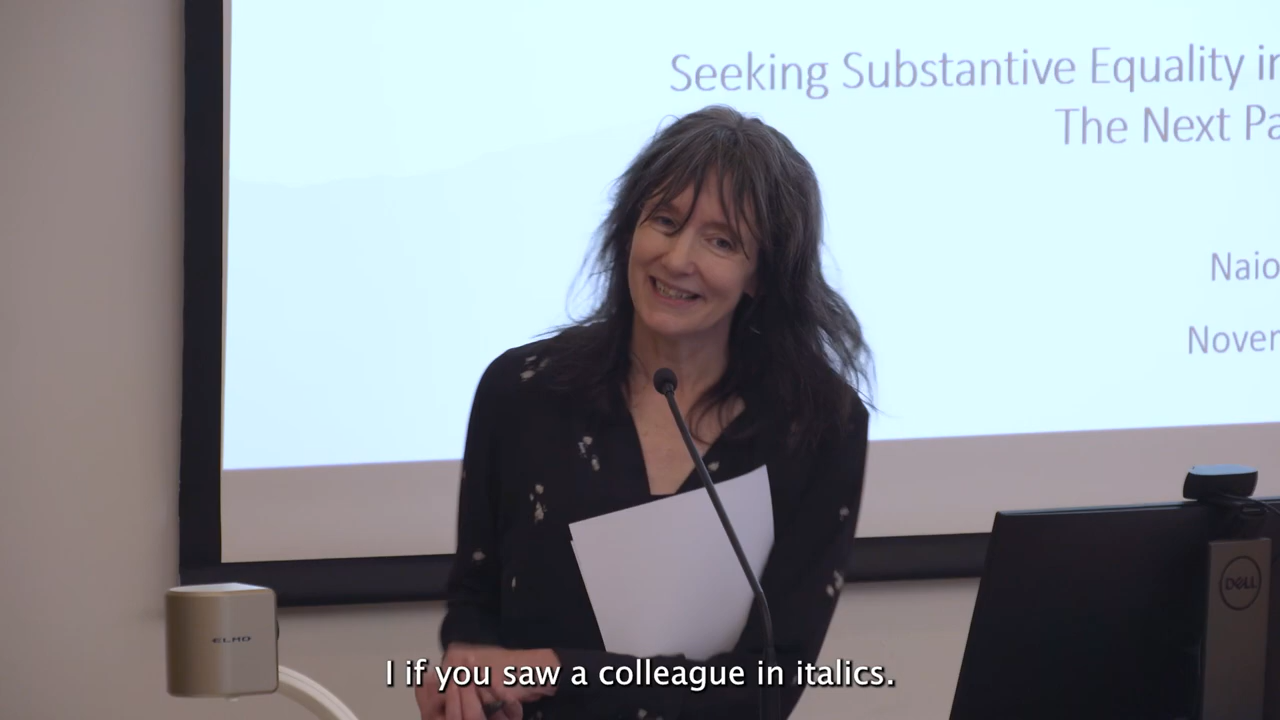 Seeking Substantive Equality in
The Next Pa
Naio
Nover
ELMO
DELL
I if you saw a colleague in italics.